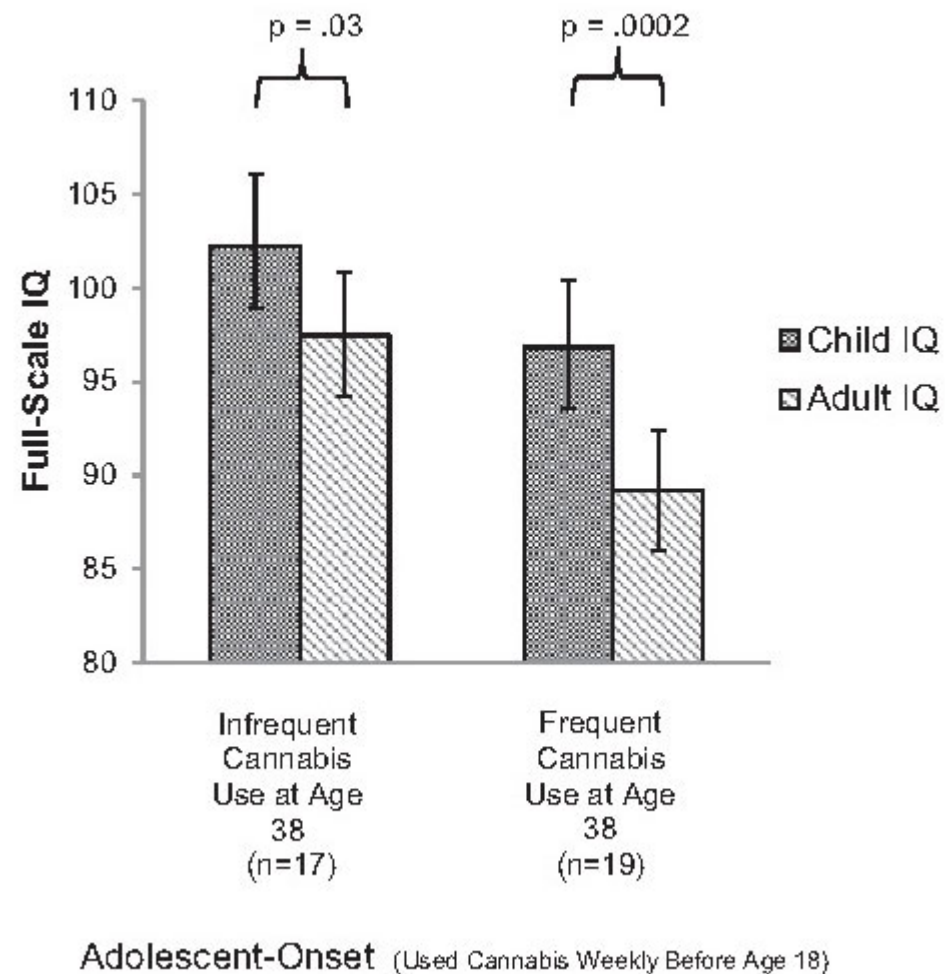 p = .03
p = .0002
110
105
100
95
90
85
80
Full-Scale IQ
Child IQ
Adult IQ
Infrequent
Cannabis
Use at Age
38
(n=17)
Frequent
Cannabis
Use at Age
38
(n=19)
Adolescent-Onset (Used Cannabis Weekly Before Age 18)